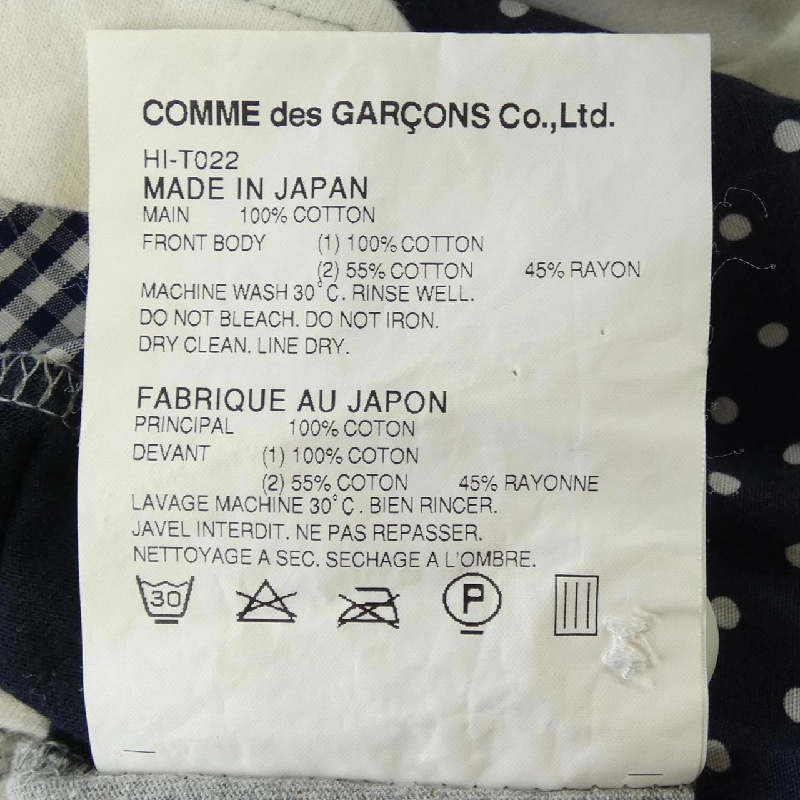 COMME des GARÇONS Co.,Ltd.
HI-T022
MADE IN JAPAN
MAIN 100% COTTON
FRONT BODY (1) 100% COTTON
(2) 55% COTTON 45% RAYON
MACHINE WASH 30°C. RINSE WELL.
DO NOT BLEACH. DO NOT IRON.
DRY CLEAN. LINE DRY.
FABRIQUE AU JAPON
PRINCIPAL 100% COTON
DEVANT (1) 100% COTON
(2) 55% COTON 45% RAYONNE
LAVAGE MACHINE 30°C. BIEN RINCER.
JAVEL INTERDIT. NE PAS REPASSER.
NETTOYAGE A SEC. SECHAGE A L'OMBRE.
30 P